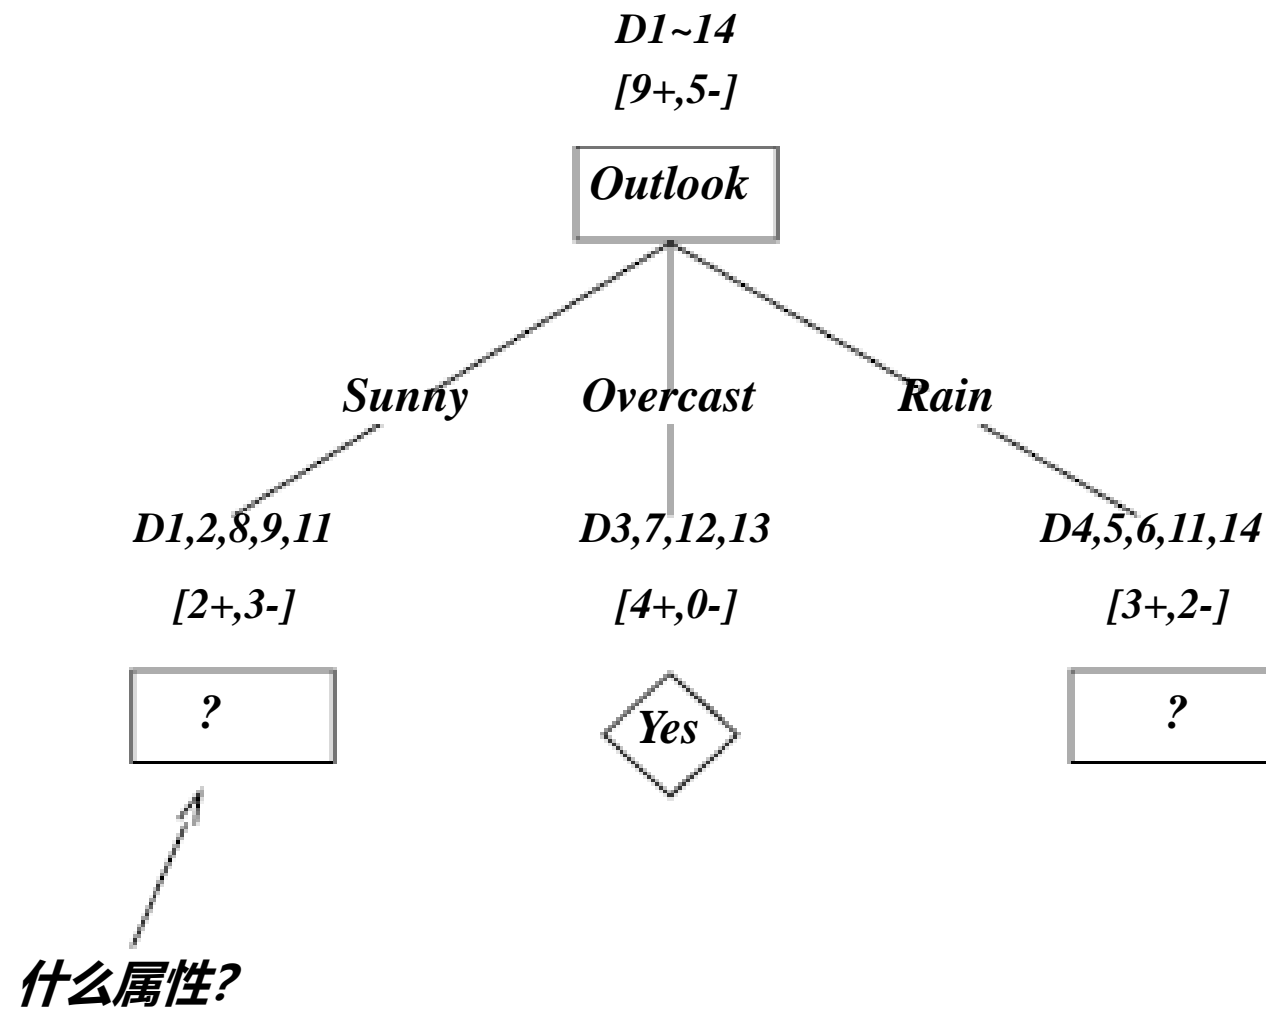 D1~14
[9+,5-]
Outlook
Sunny
Overcast
Rain
D1,2,8,9,11
D3,7,12,13
D4,5,6,11,14
[2+,3-]
[4+,0-]
[3+,2-]
?
Yes
?
什么属性?